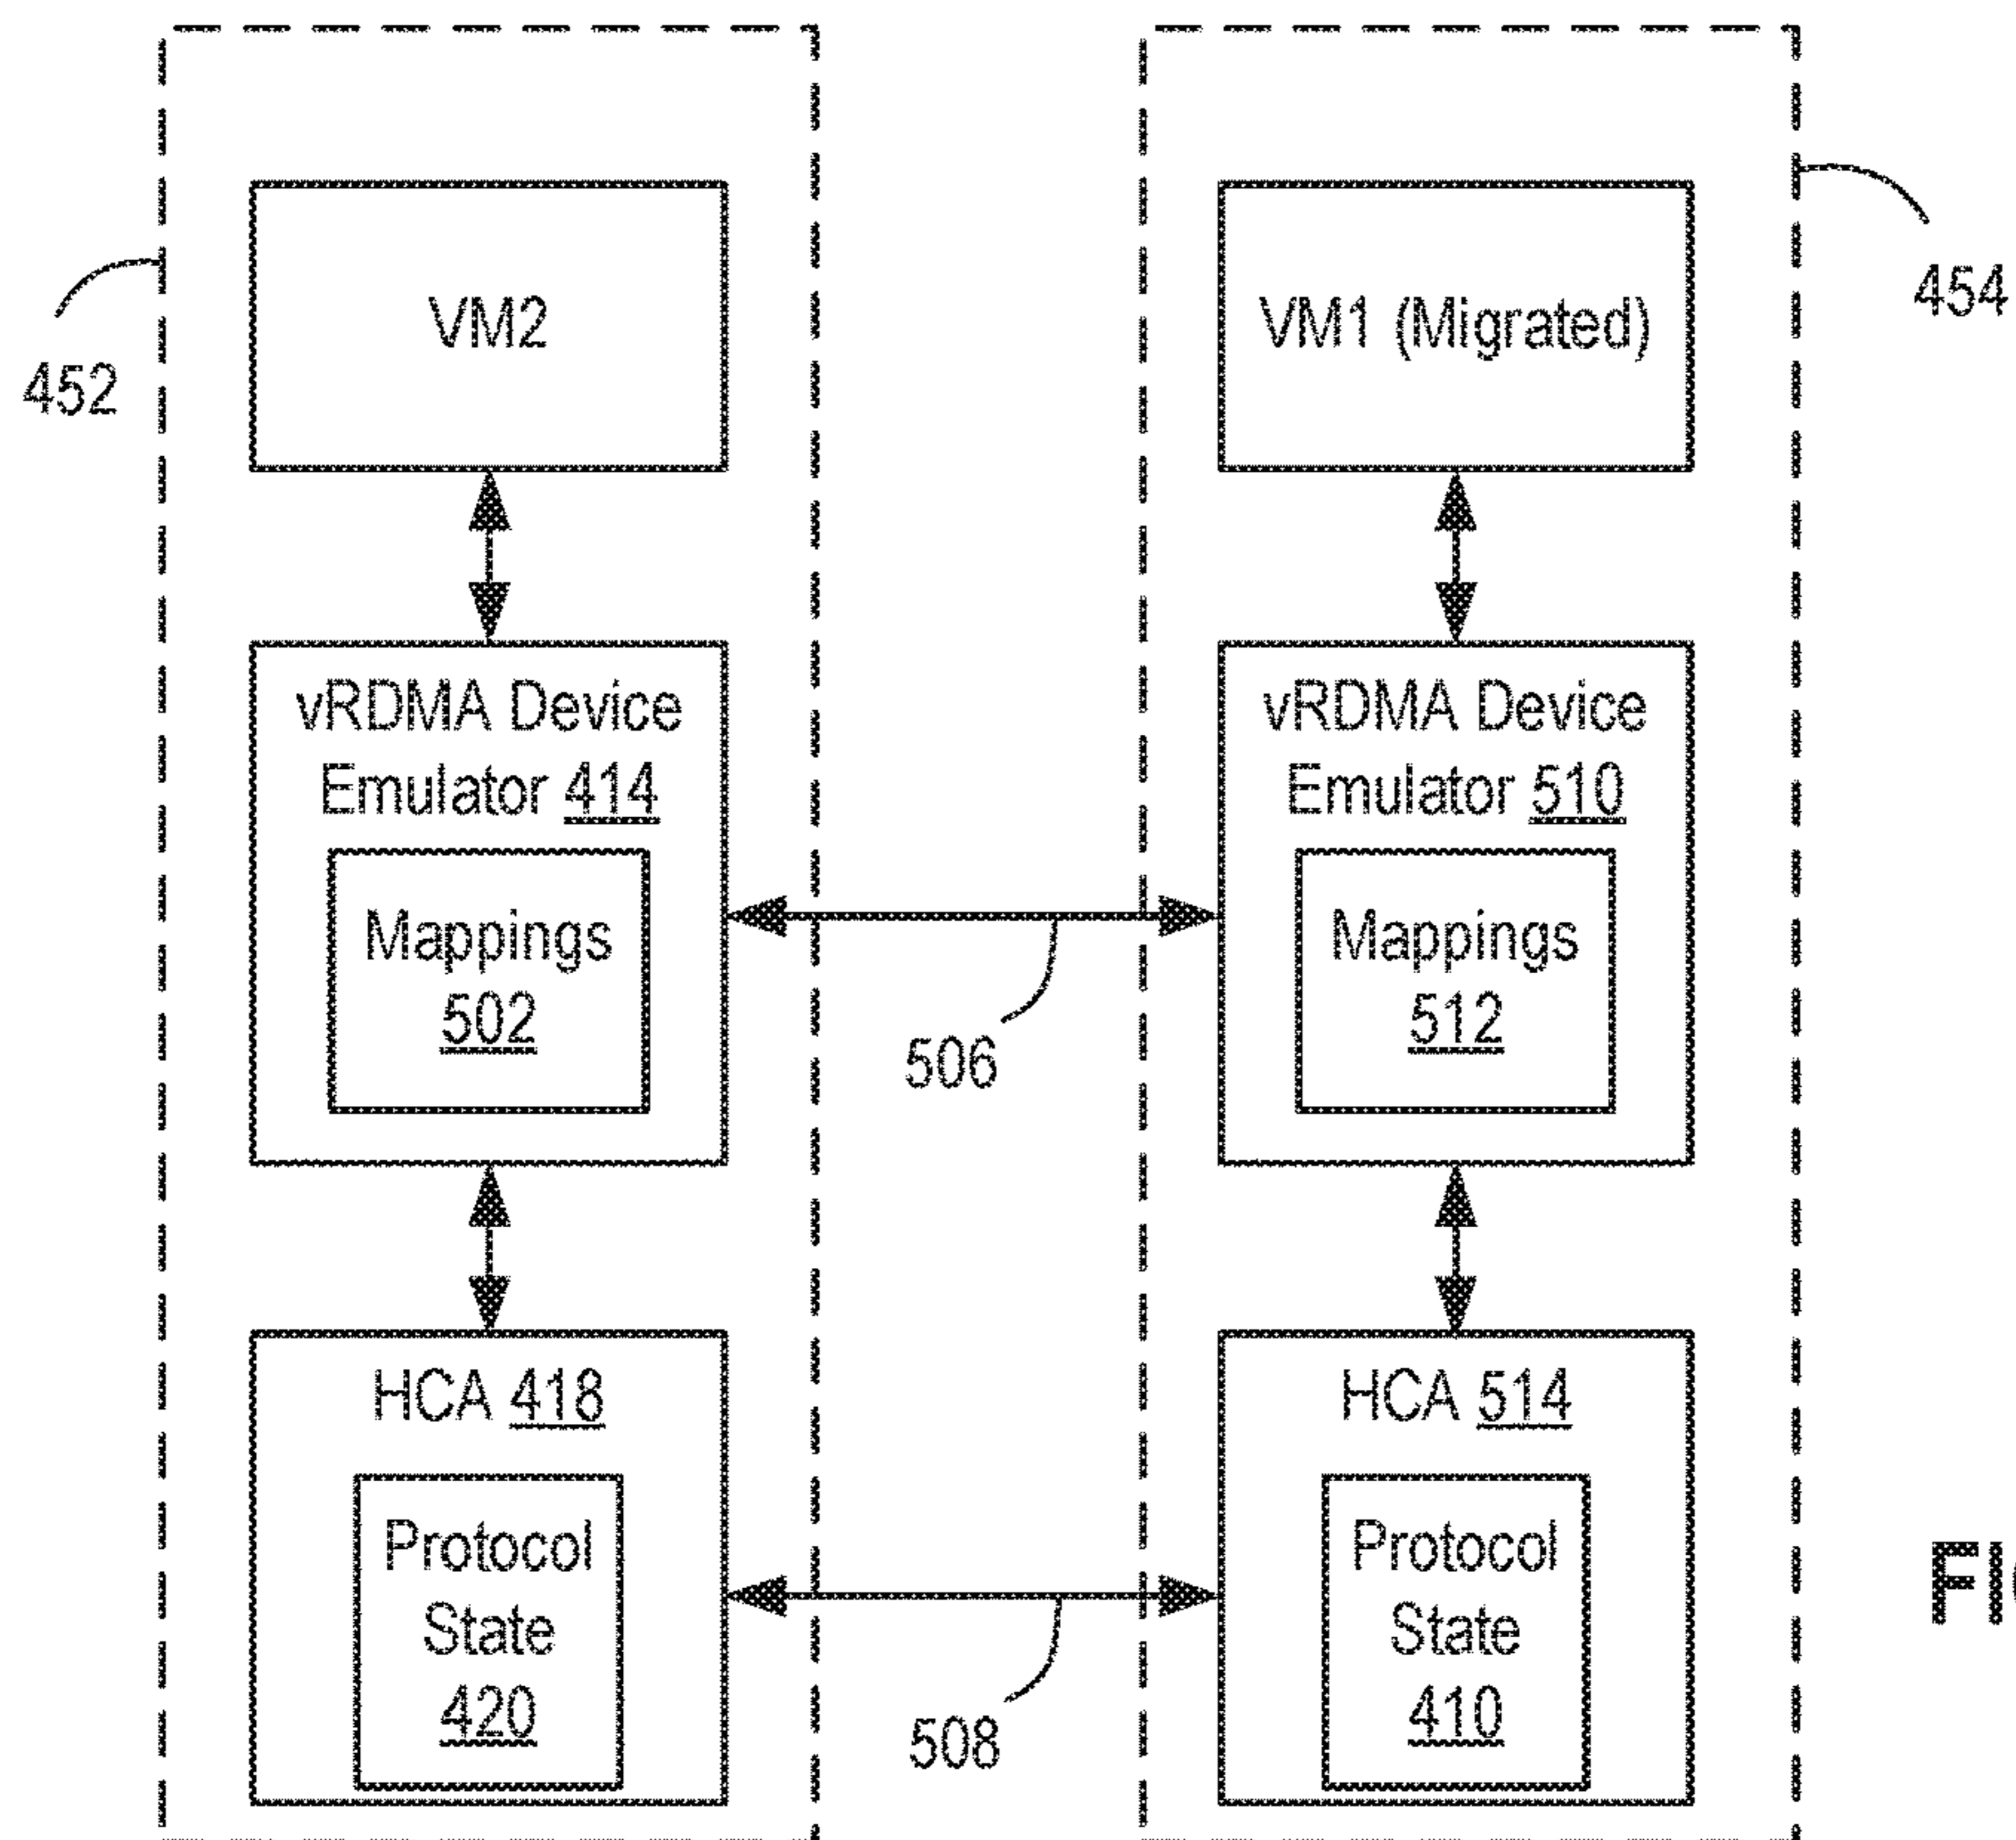 452
VM2
vRDMA Device
Emulator 414
Mappings
502
HCA 418
Protocol
State
420
506
508
454
VM1 (Migrated)
vRDMA Device
Emulator 510
Mappings
512
HCA 514
Protocol
State
410